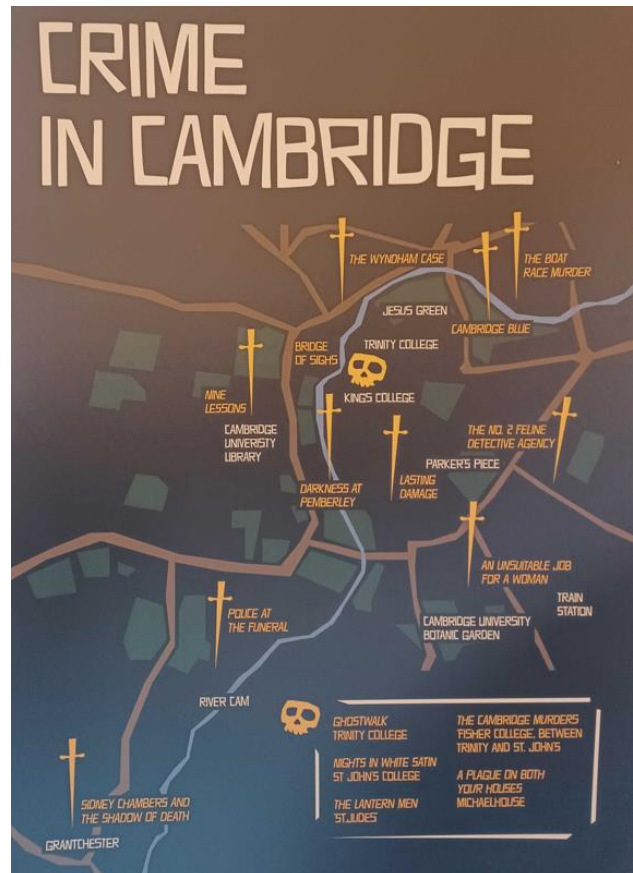 CRIME
IN CAMBRIDGE
THE WYNDHAM CASE
THE BOAT
RACE MURDER
JESUS GREEN
CAMBRIDGE BLUE
BRIDGE
OF SIGHS
TRINITY COLLEGE
NINE
LESSONS
KING'S COLLEGE
CAMBRIDGE
UNIVERISTY
LIBRARY
THE NO. 2 FELINE
DETECTIVE AGENCY
PARKER'S PIECE
LASTING
DAMAGE
DARKNESS AT
PEMBERLEY
AN UNSUITABLE JOB
FOR A WOMAN
TRAIN
STATION
POLICE AT
THE FUNERAL
CAMBRIDGE UNIVERSITY
BOTANIC GARDEN
RIVER CAM
GHOSTWALK
TRINITY COLLEGE
NIGHTS IN WHITE SATIN
ST JOHN'S COLLEGE
THE LANTERN MEN
'ST.JUDES'
THE CAMBRIDGE MURDERS
'FISHER COLLEGE, BETWEEN
TRINITY AND ST. JOHN'S
A PLAGUE ON BOTH
YOUR HOUSES
MICHAELHOUSE
SIDNEY CHAMBERS AND
THE SHADOW OF DEATH
GRANTCHESTER